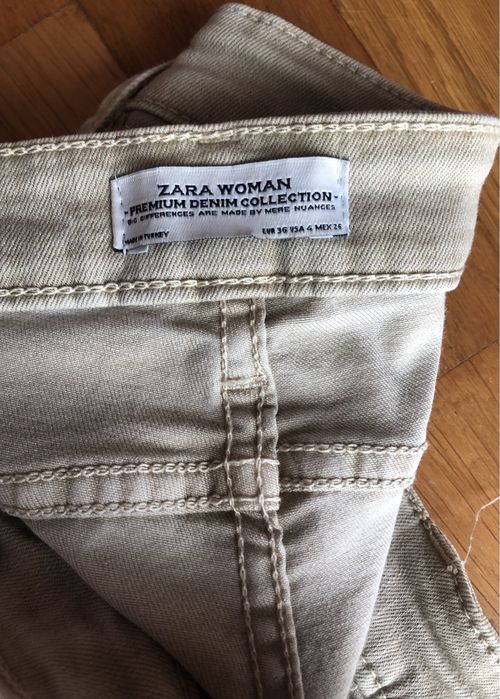 ZARA WOMAN
-PREMIUM DENIM COLLECTION-
BIG DIFFERENCES ARE MADE BY MERE NUANCES
MADE IN TURKEY EUR 36 USA 4 MEX 26